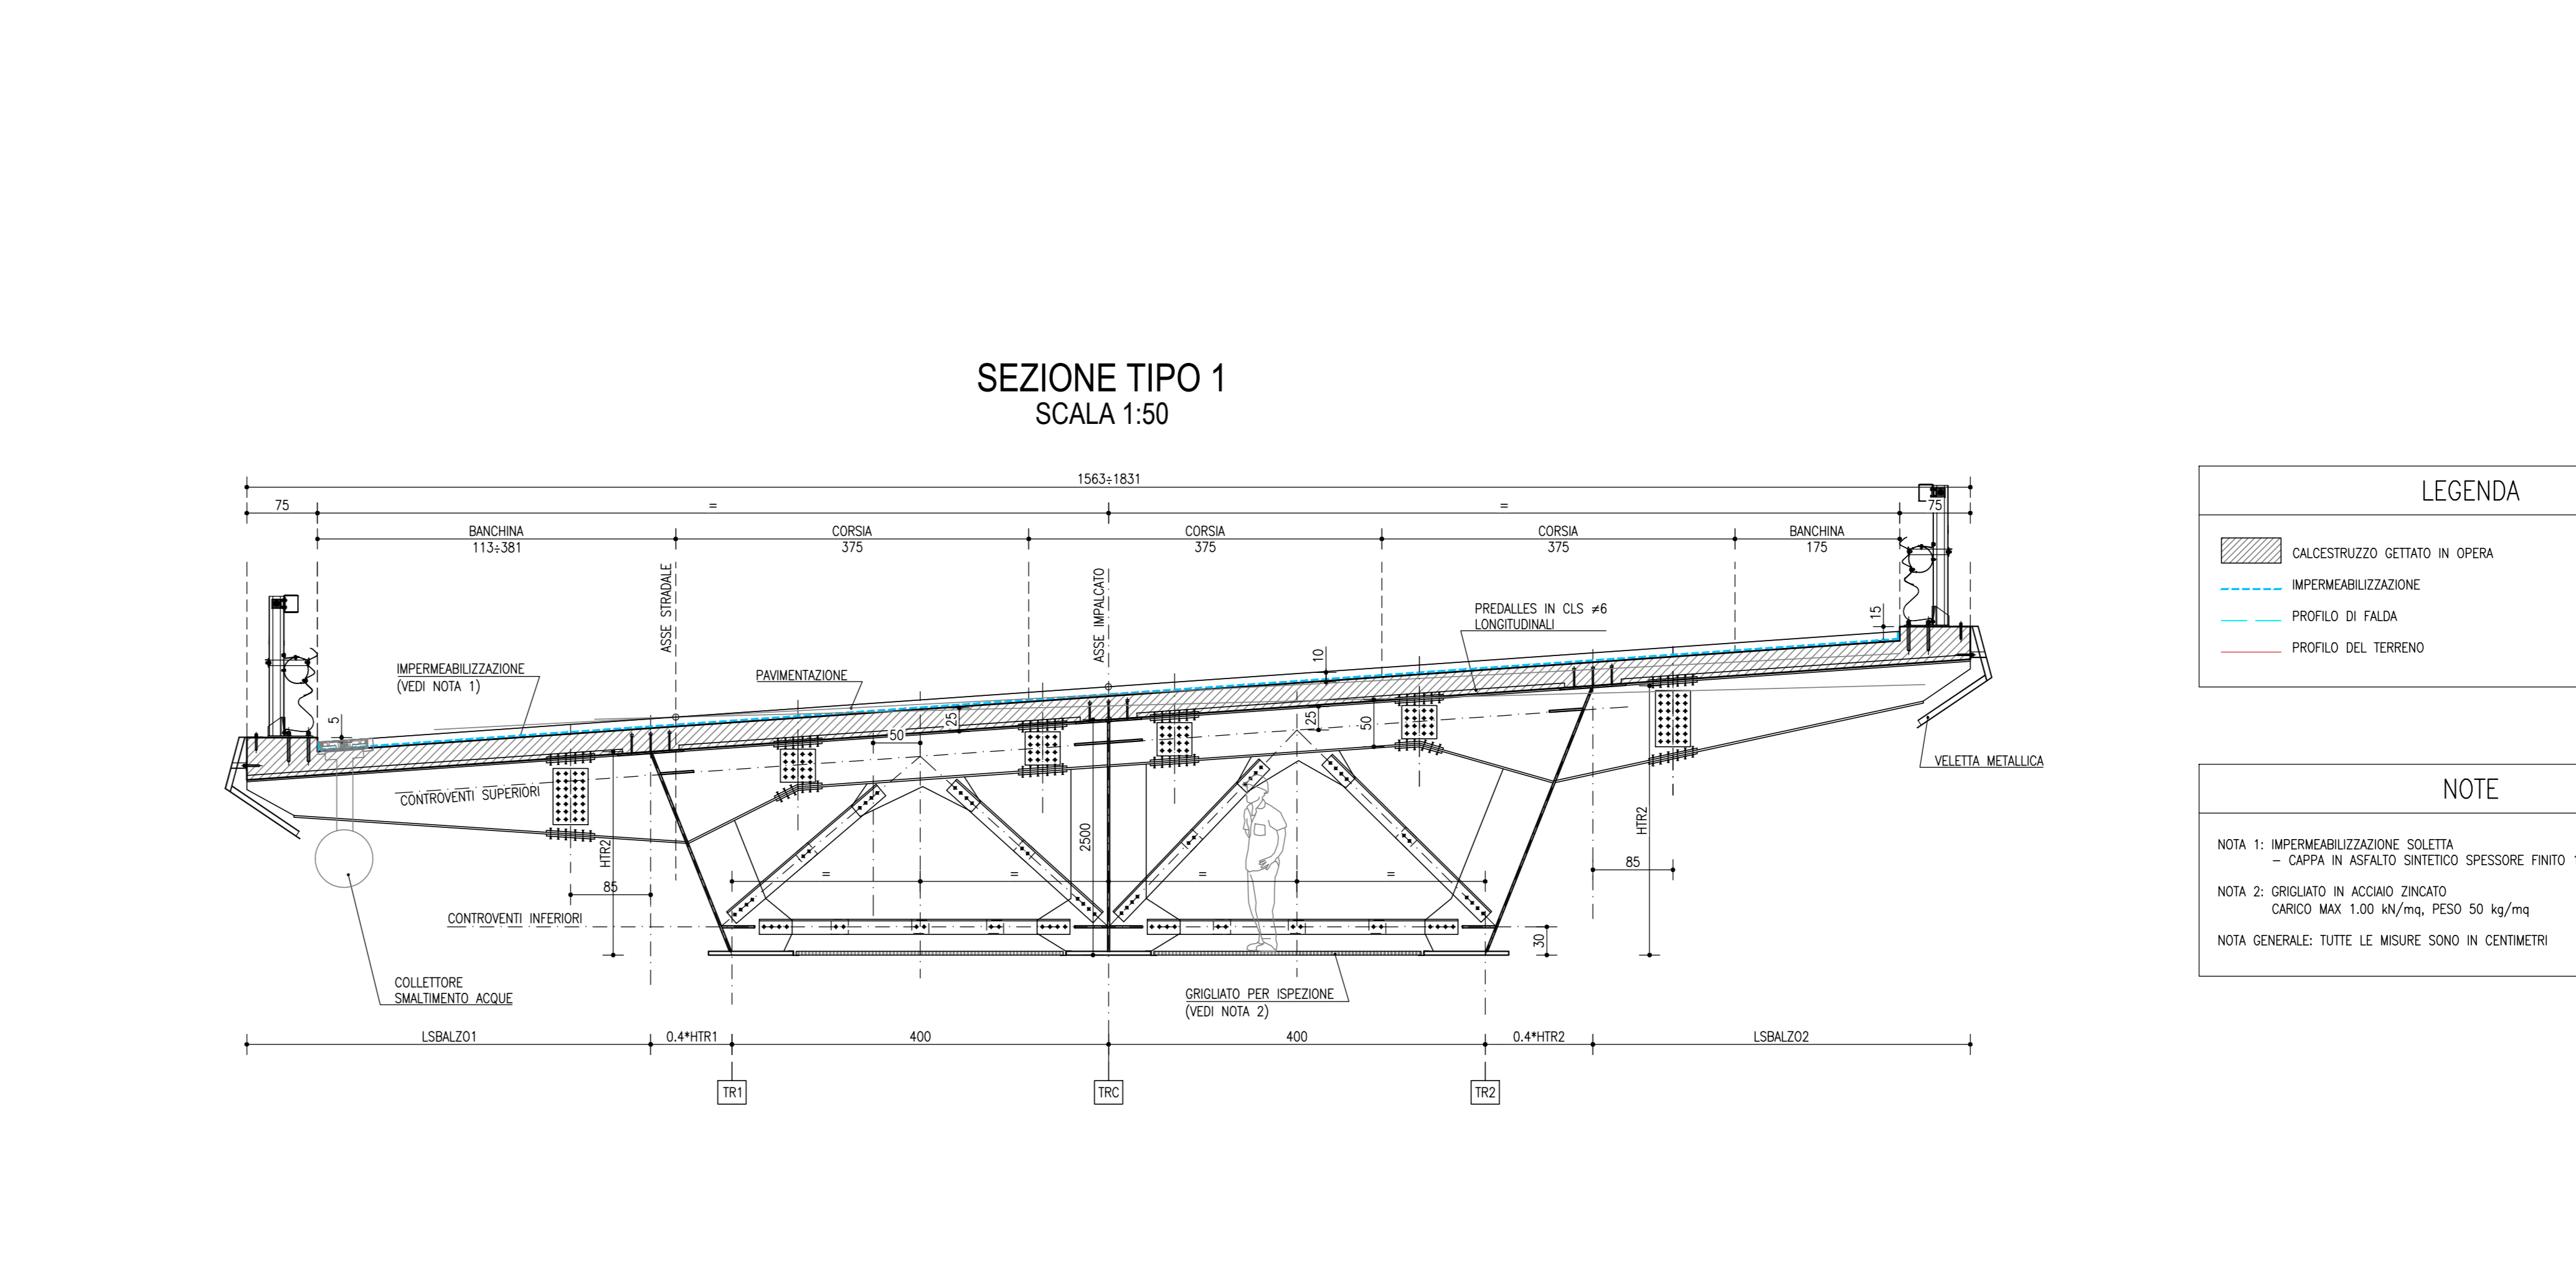 SEZIONE TIPO 1
SCALA 1:50
1563÷1831
75
=
=
75
BANCHINA
CORSIA
CORSIA
CORSIA
BANCHINA
113÷381
375
375
375
175
ASSE STRADALE
ASSE IMPALCATO
PREDALLES IN CLS ≠6
LONGITUDINALI
15
10
IMPERMEABILIZZAZIONE
(VEDI NOTA 1)
PAVIMENTAZIONE
5
25
25
50
50
CONTROVENTI SUPERIORI
VELETTA METALLICA
HTR2
2500
HTR2
85
85
=
=
=
=
CONTROVENTI INFERIORI
30
COLLETTORE
SMALTIMENTO ACQUE
GRIGLIATO PER ISPEZIONE
(VEDI NOTA 2)
LSBALZO1
0.4*HTR1
400
400
0.4*HTR2
LSBALZO2
TR1
TRC
TR2
LEGENDA
CALCESTRUZZO GETTATO IN OPERA
IMPERMEABILIZZAZIONE
PROFILO DI FALDA
PROFILO DEL TERRENO
NOTE
NOTA 1: IMPERMEABILIZZAZIONE SOLETTA
– CAPPA IN ASFALTO SINTETICO SPESSORE FINITO
NOTA 2: GRIGLIATO IN ACCIAIO ZINCATO
CARICO MAX 1.00 kN/mq, PESO 50 kg/mq
NOTA GENERALE: TUTTE LE MISURE SONO IN CENTIMETRI